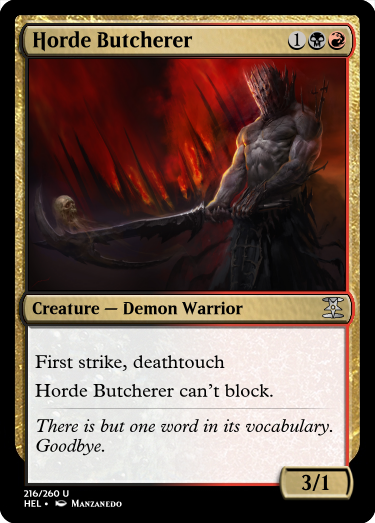 Horde Butcherer 1
Creature — Demon Warrior
First strike, deathtouch
Horde Butcherer can't block.
There is but one word in its vocabulary.
Goodbye.
3/1
216/260 U
HEL • Manzanedo